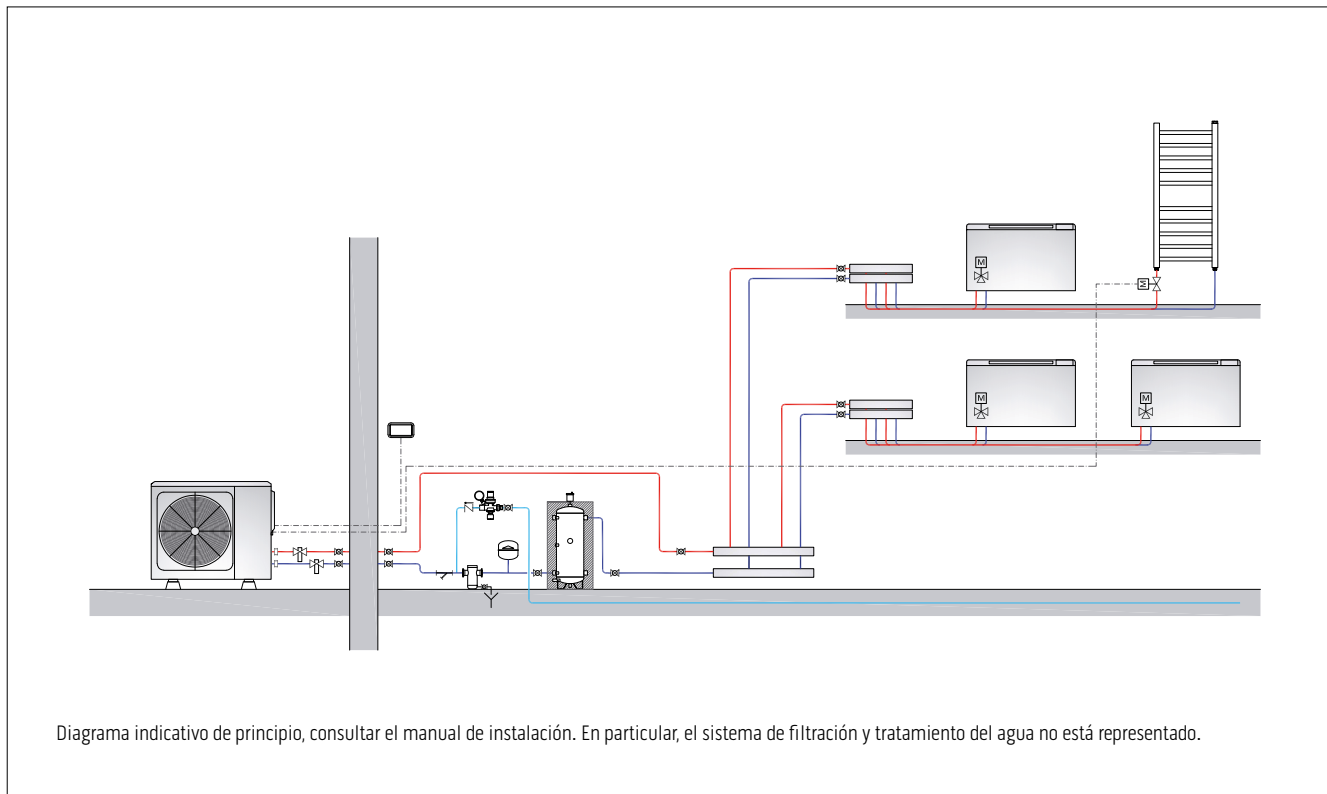 M
M
M
M
Diagrama indicativo de principio, consultar el manual de instalación. En particular, el sistema de filtración y tratamiento del agua no está representado.